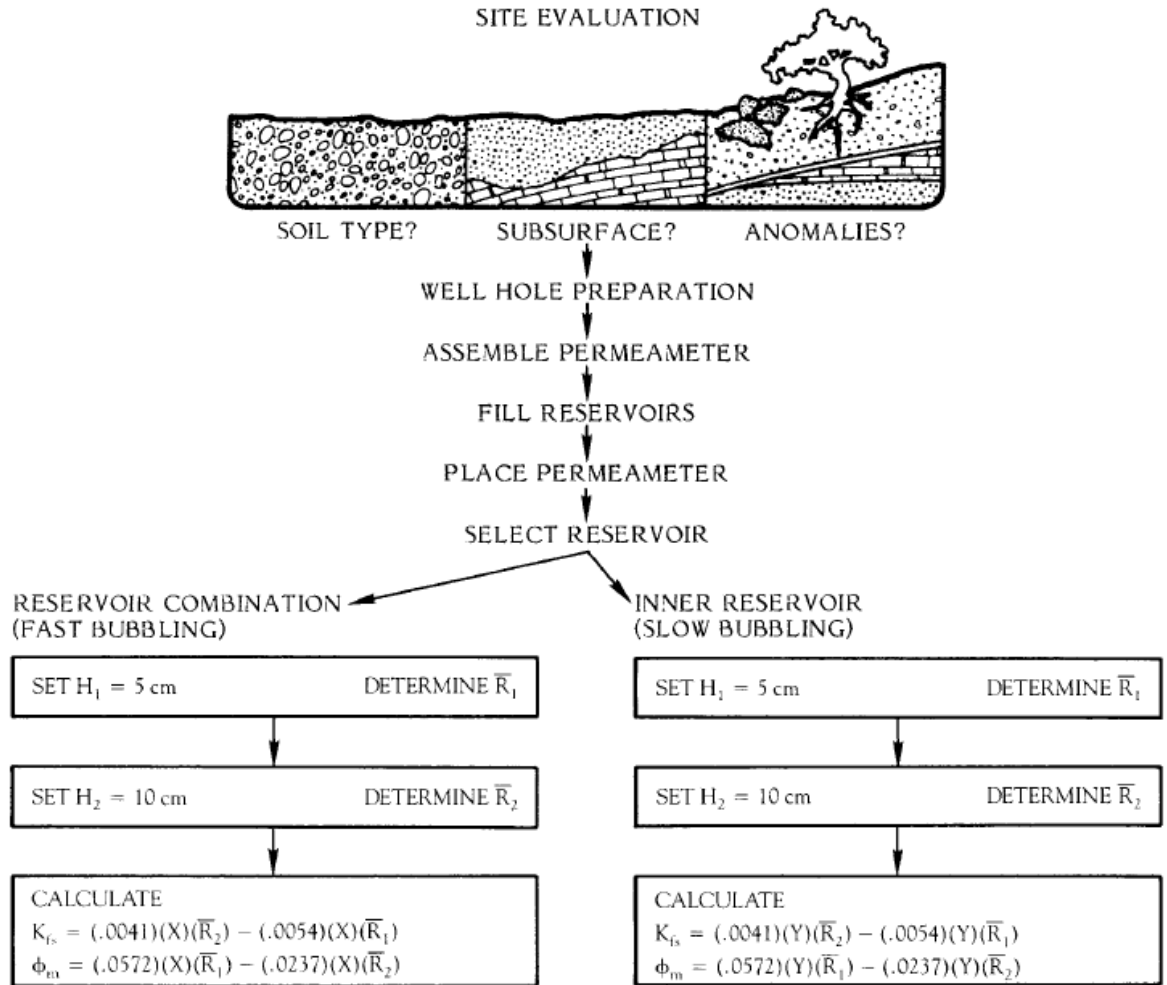 SITE EVALUATION
SOIL TYPE? SUBSURFACE? ANOMALIES?
WELL HOLE PREPARATION
ASSEMBLE PERMEAMETER
FILL RESERVOIRS
PLACE PERMEAMETER
SELECT RESERVOIR
RESERVOIR COMBINATION
(FAST BUBBLING)
SET H₁ = 5 cm DETERMINE R̅₁
SET H₂ = 10 cm DETERMINE R̅₂
CALCULATE
K_fs = (.0041)(X)(R̅₂) − (.0054)(X)(R̅₁)
ϕ_m = (.0572)(X)(R̅₁) − (.0237)(X)(R̅₂)
INNER RESERVOIR
(SLOW BUBBLING)
SET H₁ = 5 cm DETERMINE R̅₁
SET H₂ = 10 cm DETERMINE R̅₂
CALCULATE
K_fs = (.0041)(Y)(R̅₂) − (.0054)(Y)(R̅₁)
ϕ_m = (.0572)(Y)(R̅₁) − (.0237)(Y)(R̅₂)